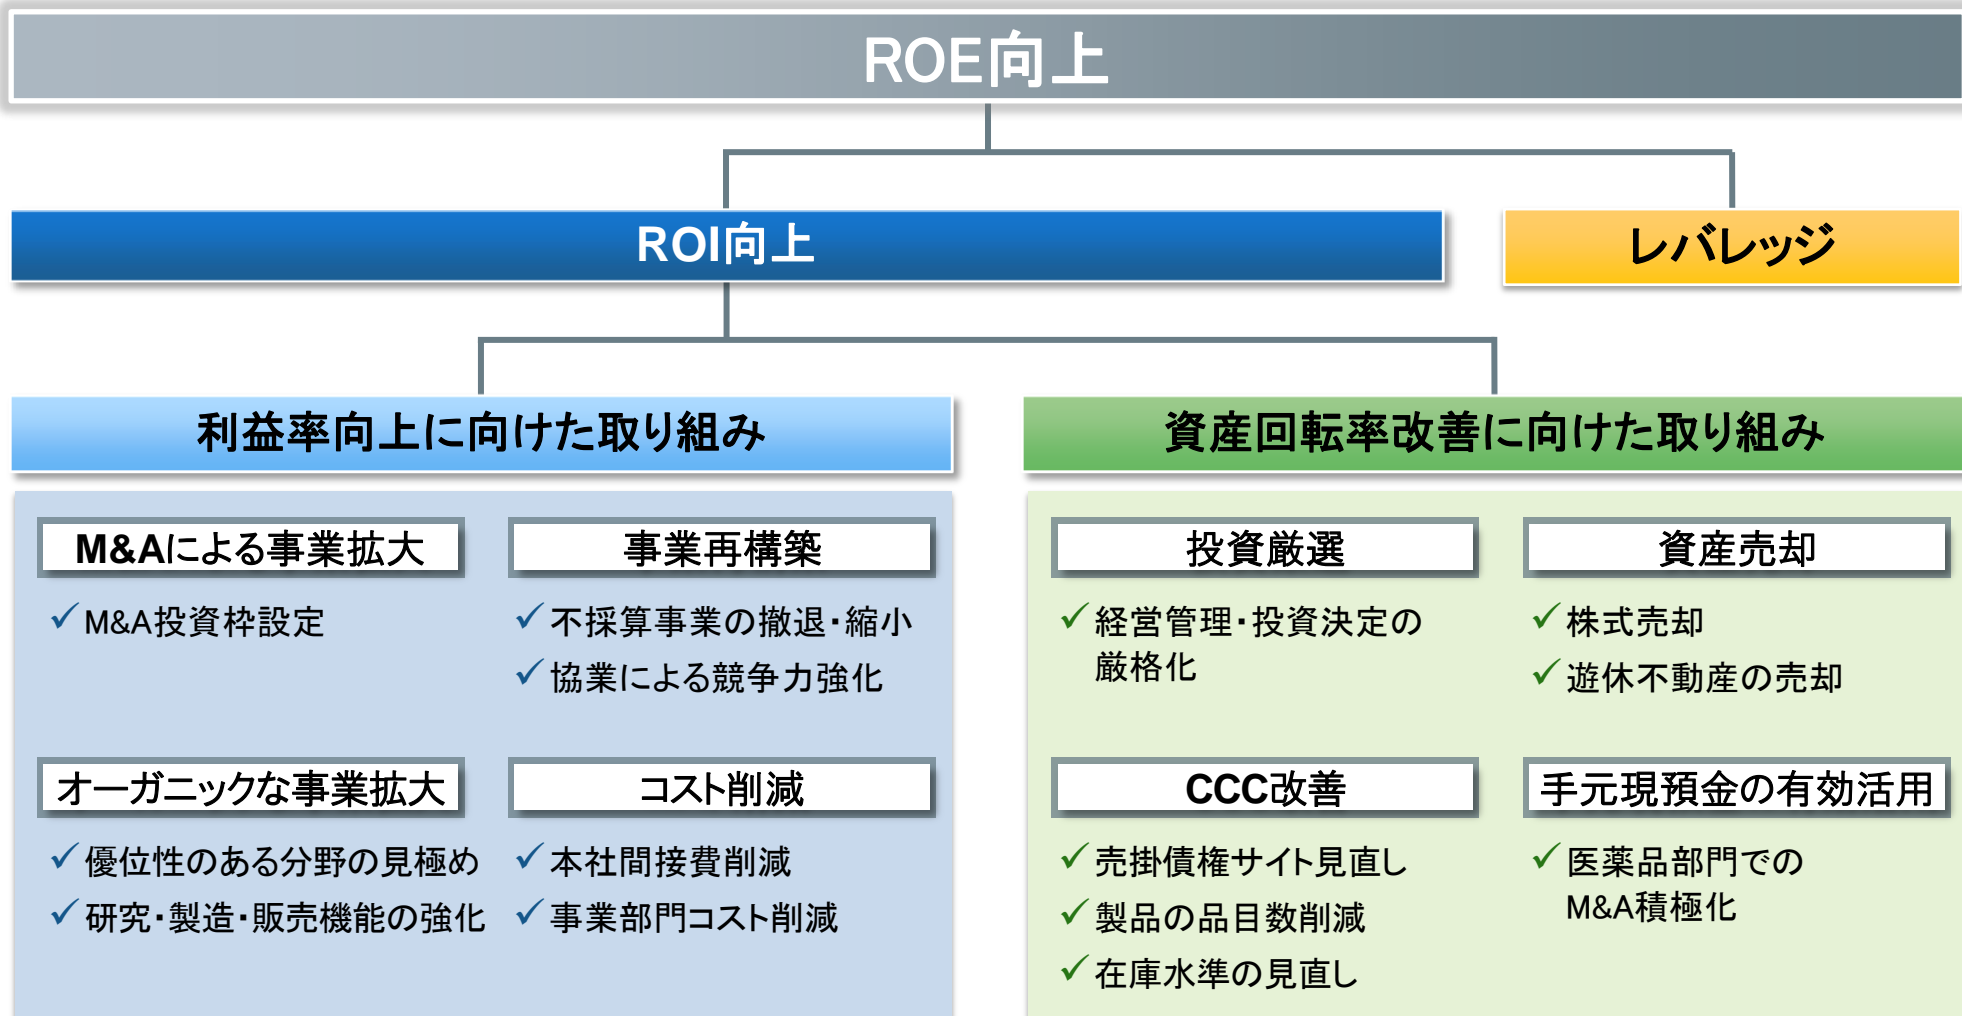 ROE向上
ROI向上
レバレッジ
利益率向上に向けた取り組み
M&Aによる事業拡大
M&A投資枠設定
事業再構築
不採算事業の撤退・縮小
協業による競争力強化
オーガニックな事業拡大
優位性のある分野の見極め
研究・製造・販売機能の強化
コスト削減
本社間接費削減
事業部門コスト削減
資産回転率改善に向けた取り組み
投資厳選
経営管理・投資決定の
厳格化
資産売却
株式売却
遊休不動産の売却
CCC改善
売掛債権サイト見直し
製品の品目数削減
在庫水準の見直し
手元現預金の有効活用
医薬品部門での
M&A積極化